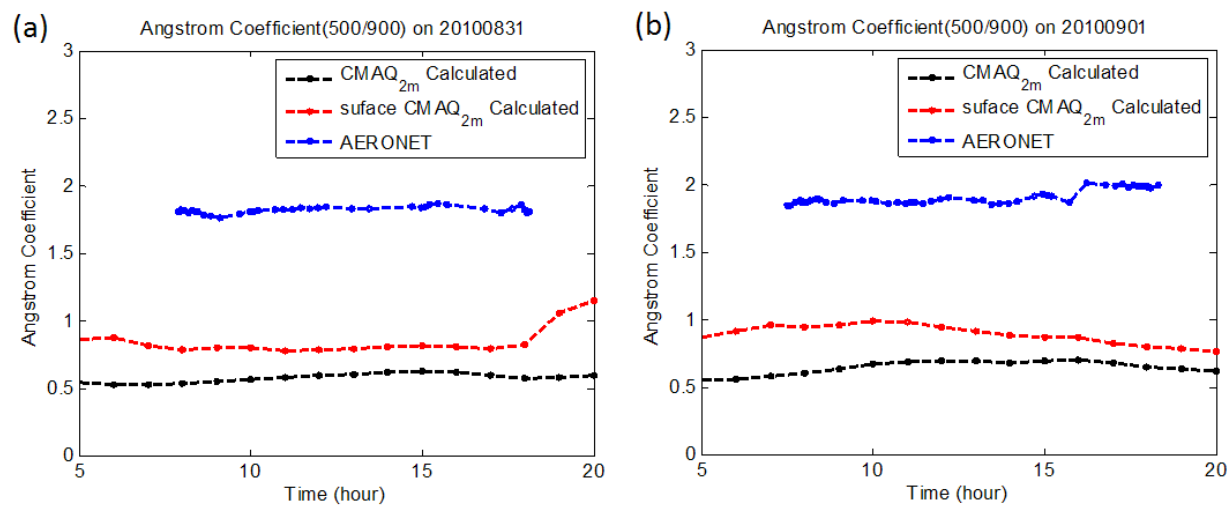 (a)
Angstrom Coefficient(500/900) on 20100831
3
2.5
2
1.5
1
0.5
0
Angstrom Coefficient
CMAQ2m Calculated
suface CMAQ2m Calculated
AERONET
5
10
15
20
Time (hour)
(b)
Angstrom Coefficient(500/900) on 20100901
3
2.5
2
1.5
1
0.5
0
Angstrom Coefficient
CMAQ2m Calculated
suface CMAQ2m Calculated
AERONET
5
10
15
20
Time (hour)